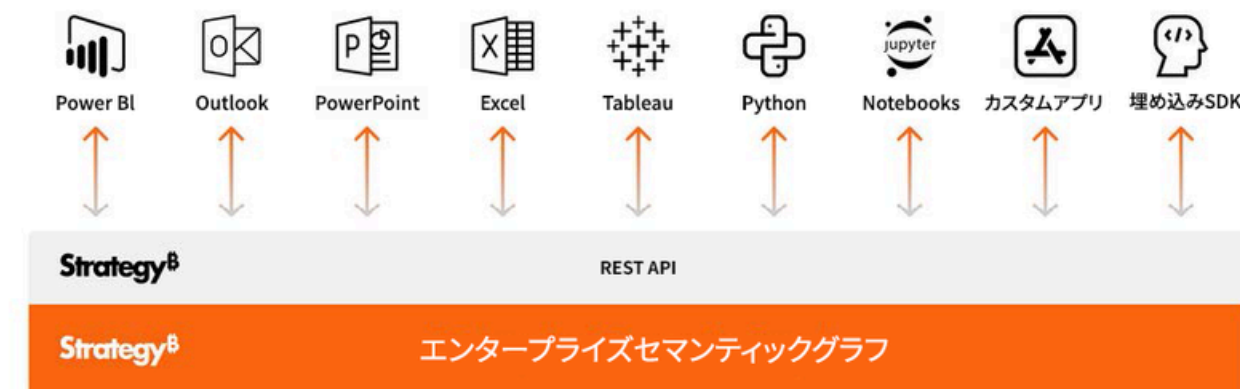 jupyter
Power BI
Outlook
PowerPoint
Excel
Tableau
Python
Notebooks
カスタムアプリ
埋め込みSDK
Strategy₿
REST API
Strategy₿
エンタープライズセマンティックグラフ